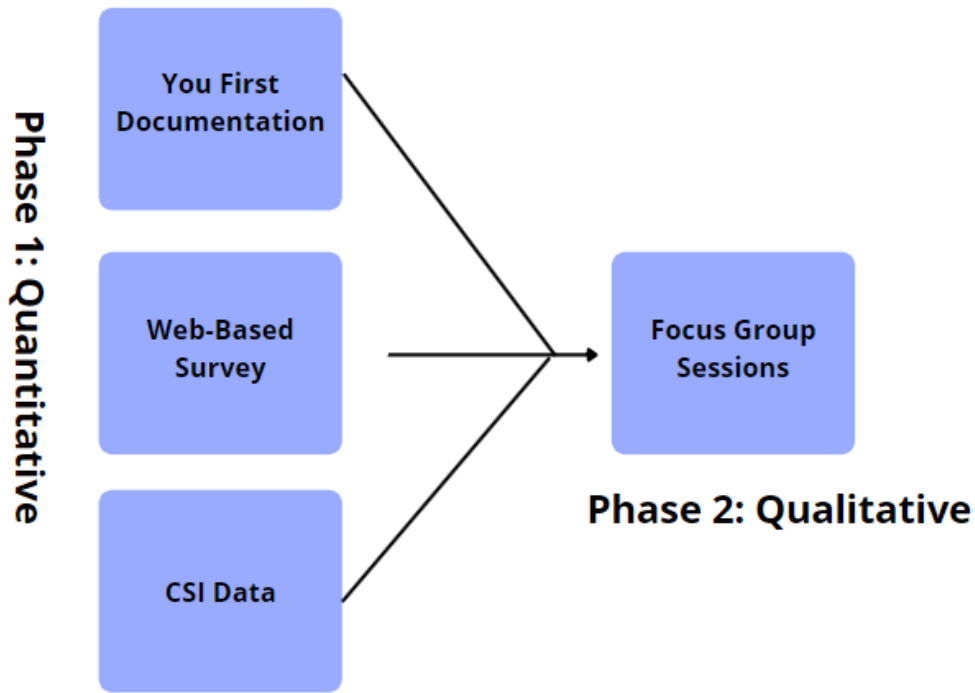 Phase 1: Quantitative
You First
Documentation
Web-Based
Survey
CSI Data
Focus Group
Sessions
Phase 2: Qualitative